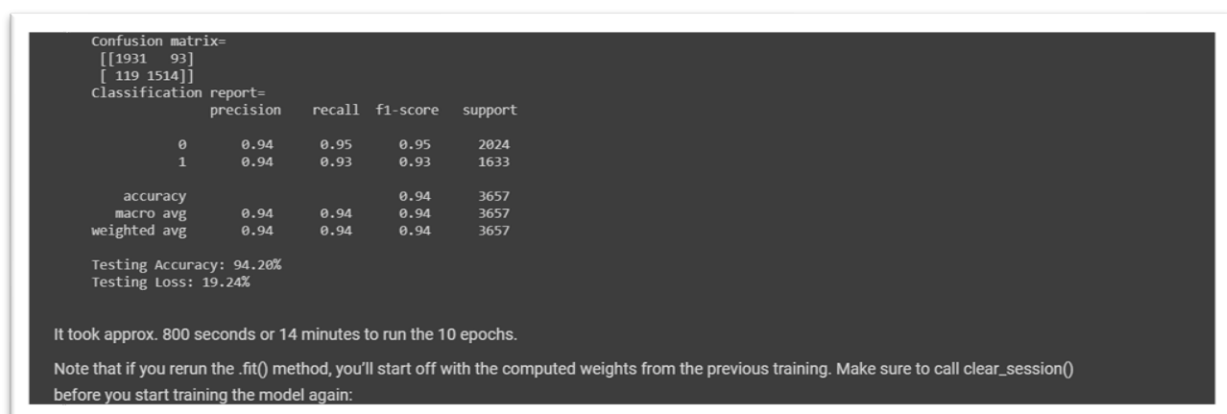 Confusion matrix=
[[1931 93]
[ 119 1514]]
Classification report=
precision recall f1-score support
0 0.94 0.95 0.95 2024
1 0.94 0.93 0.93 1633
accuracy 0.94 3657
macro avg 0.94 0.94 0.94 3657
weighted avg 0.94 0.94 0.94 3657
Testing Accuracy: 94.20%
Testing Loss: 19.24%
It took approx. 800 seconds or 14 minutes to run the 10 epochs.
Note that if you rerun the .fit() method, you'll start off with the computed weights from the previous training. Make sure to call clear_session()
before you start training the model again: